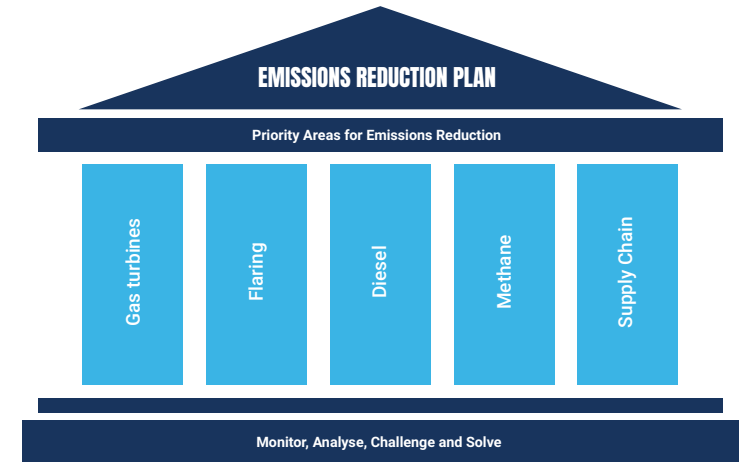 EMISSIONS REDUCTION PLAN
Priority Areas for Emissions Reduction
Gas turbines
Flaring
Diesel
Methane
Supply Chain
Monitor, Analyse, Challenge and Solve